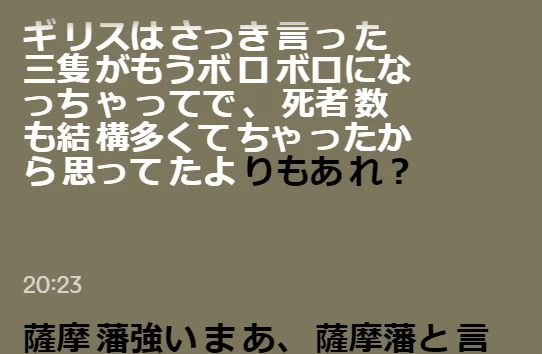 ギリスはさっき言った
三隻がもうボロボロにな
っちゃってで、死者数
も結構多くてちゃったか
ら思ってたよりもあれ？
20:23
薩摩藩強いまあ、薩摩藩と言